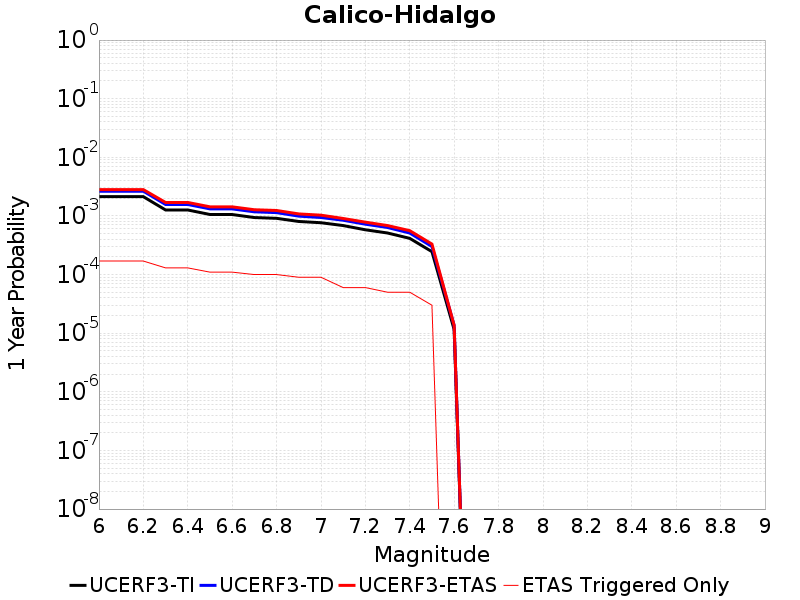 Calico-Hidalgo
1 Year Probability
10^0
10^-1
10^-2
10^-3
10^-4
10^-5
10^-6
10^-7
10^-8
6 6.2 6.4 6.6 6.8 7 7.2 7.4 7.6 7.8 8 8.2 8.4 8.6 8.8 9
Magnitude
UCERF3-TI UCERF3-TD UCERF3-ETAS ETAS Triggered Only